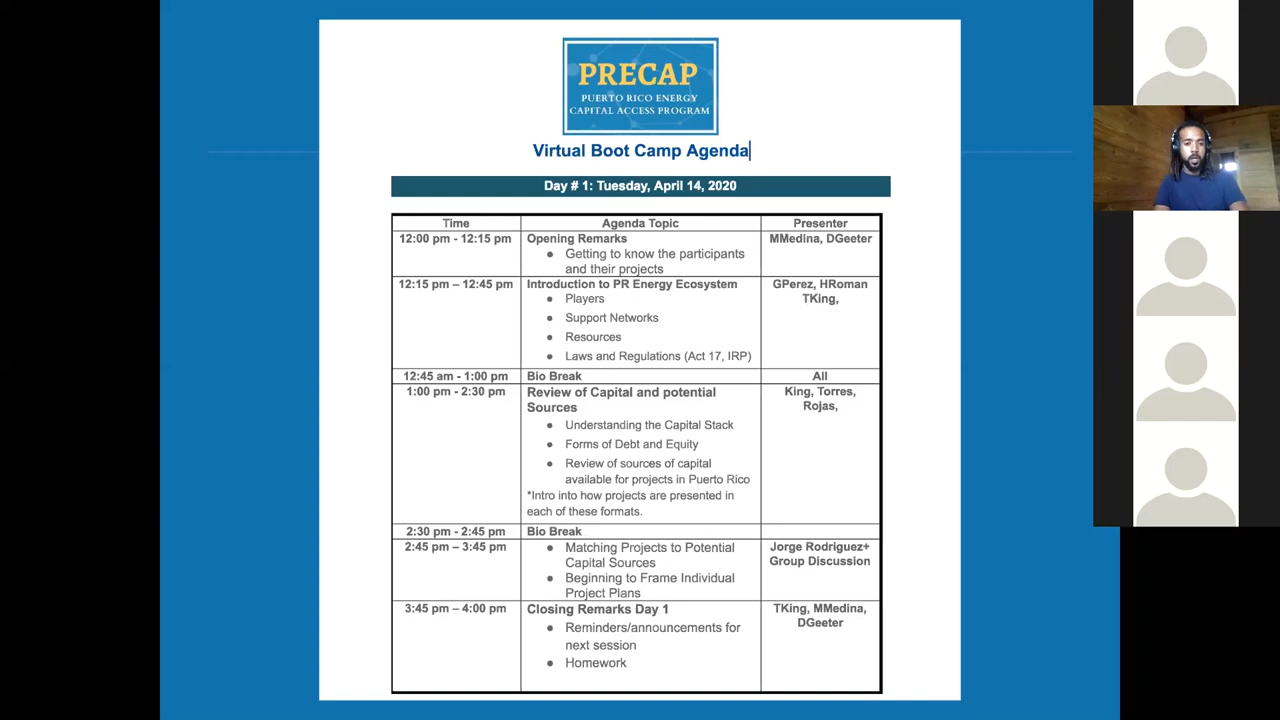 PRECAP
PUERTO RICO ENERGY
CAPITAL ACCESS PROGRAM
Virtual Boot Camp Agenda
Day # 1: Tuesday, April 14, 2020
Time Agenda Topic Presenter
12:00 pm - 12:15 pm Opening Remarks MMedina, DGeeter
● Getting to know the participants
and their projects
12:15 pm – 12:45 pm Introduction to PR Energy Ecosystem GPerez, HRoman
● Players TKing,
● Support Networks
● Resources
● Laws and Regulations (Act 17, IRP)
12:45 am - 1:00 pm Bio Break All
1:00 pm - 2:30 pm Review of Capital and potential King, Torres,
Sources Rojas,
● Understanding the Capital Stack
● Forms of Debt and Equity
● Review of sources of capital
available for projects in Puerto Rico
*Intro into how projects are presented in
each of these formats.
2:30 pm - 2:45 pm Bio Break
2:45 pm – 3:45 pm ● Matching Projects to Potential Jorge Rodriguez+
Capital Sources Group Discussion
● Beginning to Frame Individual
Project Plans
3:45 pm – 4:00 pm Closing Remarks Day 1 TKing, MMedina,
● Reminders/announcements for DGeeter
next session
● Homework